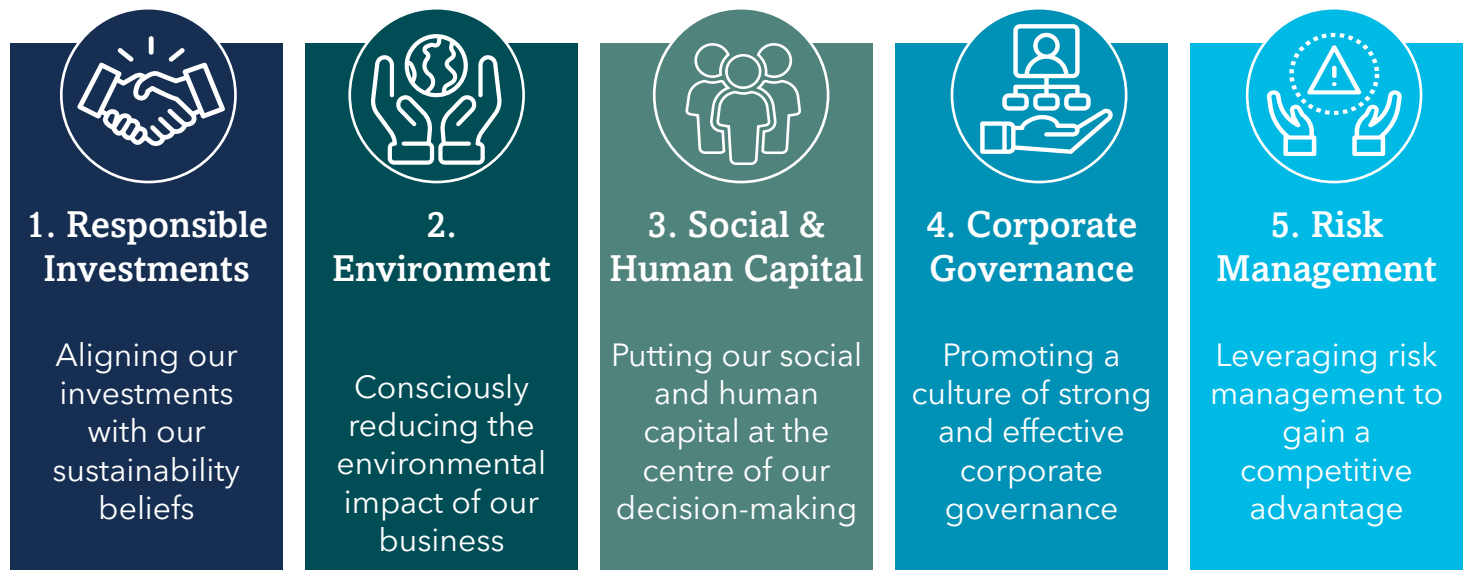 1. Responsible
Investments
Aligning our
investments
with our
sustainability
beliefs
2.
Environment
Consciously
reducing the
environmental
impact of our
business
3. Social &
Human Capital
Putting our social
and human
capital at the
centre of our
decision-making
4. Corporate
Governance
Promoting a
culture of strong
and effective
corporate
governance
5. Risk
Management
Leveraging risk
management to
gain a
competitive
advantage